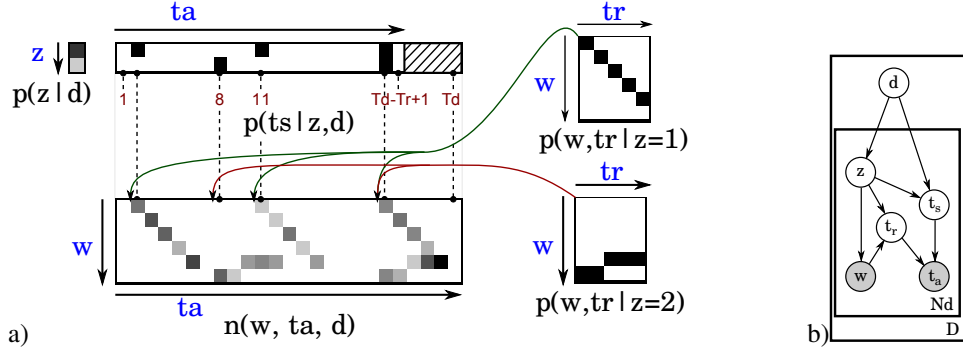 ta
z
p(z|d)
1
8
11
Td-Tr+1
Td
p(ts|z,d)
w
ta
n(w, ta, d)
tr
w
p(w,tr|z=1)
tr
w
p(w,tr|z=2)
a)
d
z
ts
tr
w
ta
Nd
D
b)